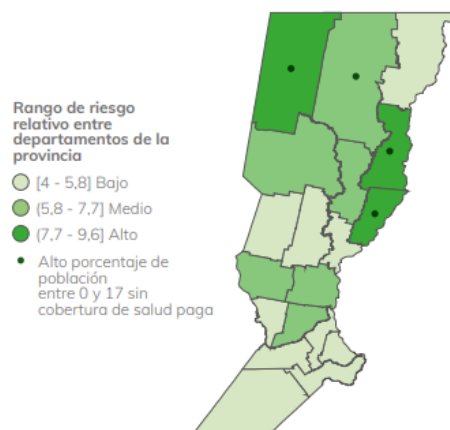 Rango de riesgo
relativo entre
departamentos de la
provincia
[4 - 5,8] Bajo
(5,8 - 7,7] Medio
(7,7 - 9,6] Alto
Alto porcentaje de
población
entre 0 y 17 sin
cobertura de salud paga